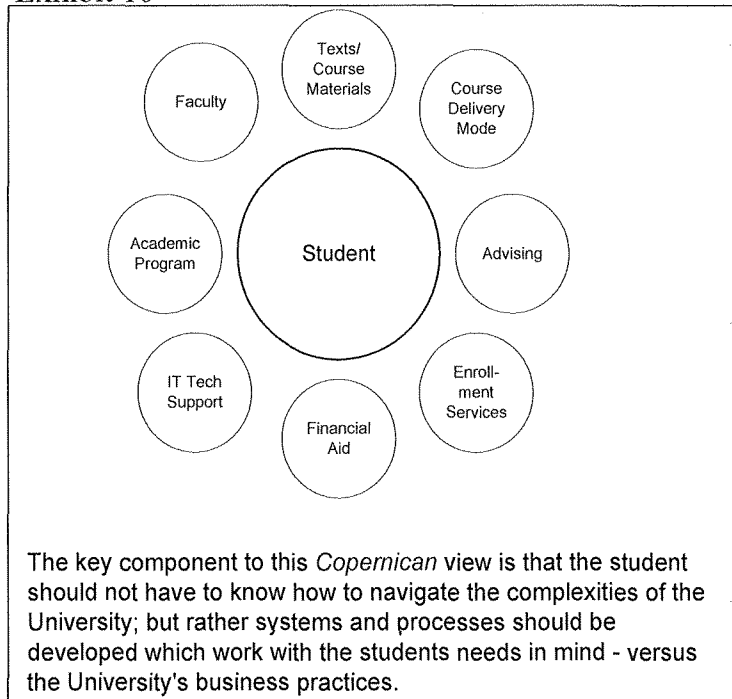 Texts/
Course
Materials
Course
Delivery
Mode
Faculty
Academic
Program
Student
Advising
IT Tech
Support
Enroll-
ment
Services
Financial
Aid
The key component to this Copernican view is that the student
should not have to know how to navigate the complexities of the
University; but rather systems and processes should be
developed which work with the students needs in mind - versus
the University's business practices.